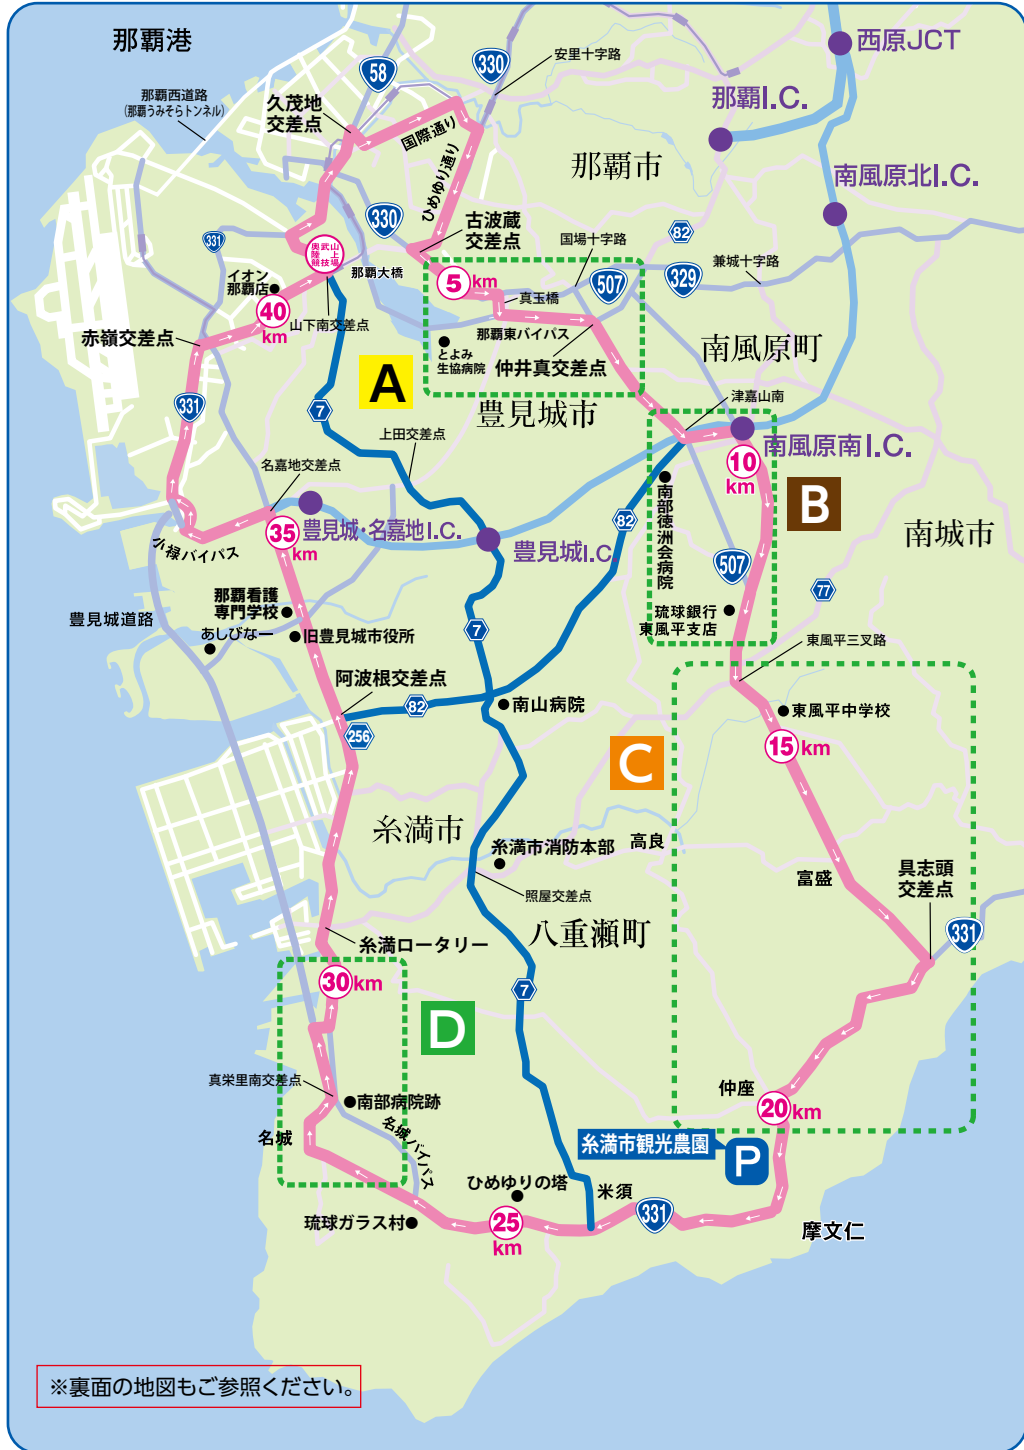 那覇港
58
330
安里十字路
西原JCT
那覇西道路
(那覇うみそらトンネル)
久茂地
交差点
国際通り
那覇I.C.
ひめゆり通り
那覇市
南風原北I.C.
331
330
古波蔵
交差点
82
国場十字路
奥武山
陸上
競技場
那覇大橋
兼城十字路
イオン
那覇店
5 km
507
329
真玉橋
40
km
山下南交差点
赤嶺交差点
那覇東バイパス
とよみ
生協病院
仲井真交差点
南風原町
A
331
7
豊見城市
津嘉山南
上田交差点
南風原南I.C.
名嘉地交差点
10
km
南部徳洲会病院
B
豊見城・名嘉地I.C.
82
南城市
35
km
小禄バイパス
豊見城I.C
507
77
那覇看護
専門学校
豊見城道路
旧豊見城市役所
7
琉球銀行
東風平支店
あしびなー
東風平三叉路
阿波根交差点
82
南山病院
東風平中学校
256
C
15 km
糸満市
糸満市消防本部
高良
富盛
具志頭
交差点
照屋交差点
八重瀬町
331
糸満ロータリー
30 km
7
D
真栄里南交差点
南部病院跡
仲座
20 km
名城
名城バイパス
糸満市観光農園
P
ひめゆりの塔
米須
331
琉球ガラス村
25
km
摩文仁
※裏面の地図もご参照ください。